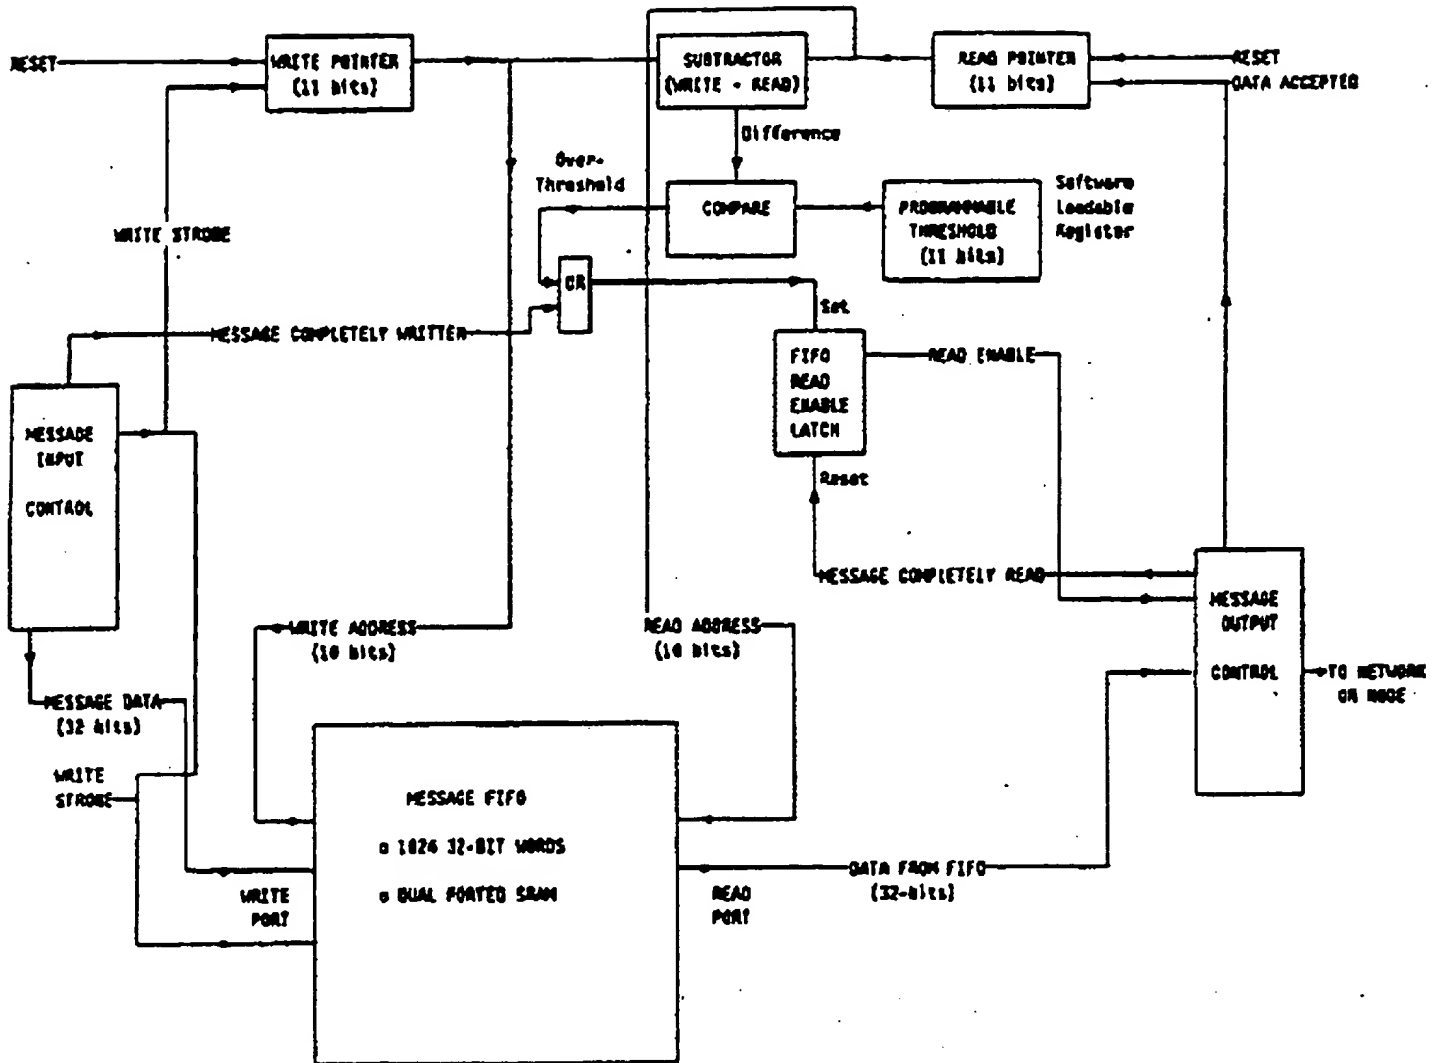 RESET
WRITE POINTER
(11 bits)
SUBTRACTOR
(WRITE - READ)
READ POINTER
(11 bits)
RESET
DATA ACCEPTED
Difference
Over-
Threshold
COMPARE
PROGRAMMABLE
THRESHOLD
(11 bits)
Software
Loadable
Register
WRITE STROBE
OR
Set
MESSAGE COMPLETELY WRITTEN
FIFO
READ
ENABLE
LATCH
READ ENABLE
MESSAGE
INPUT
CONTROL
Reset
MESSAGE COMPLETELY READ
MESSAGE
OUTPUT
CONTROL
WRITE ADDRESS
(10 bits)
READ ADDRESS
(10 bits)
TO NETWORK
OR NODE
MESSAGE DATA
(32 bits)
WRITE
STROBE
MESSAGE FIFO
o 1024 32-BIT WORDS
o DUAL PORTED SRAM
WRITE
PORT
READ
PORT
DATA FROM FIFO
(32-bits)